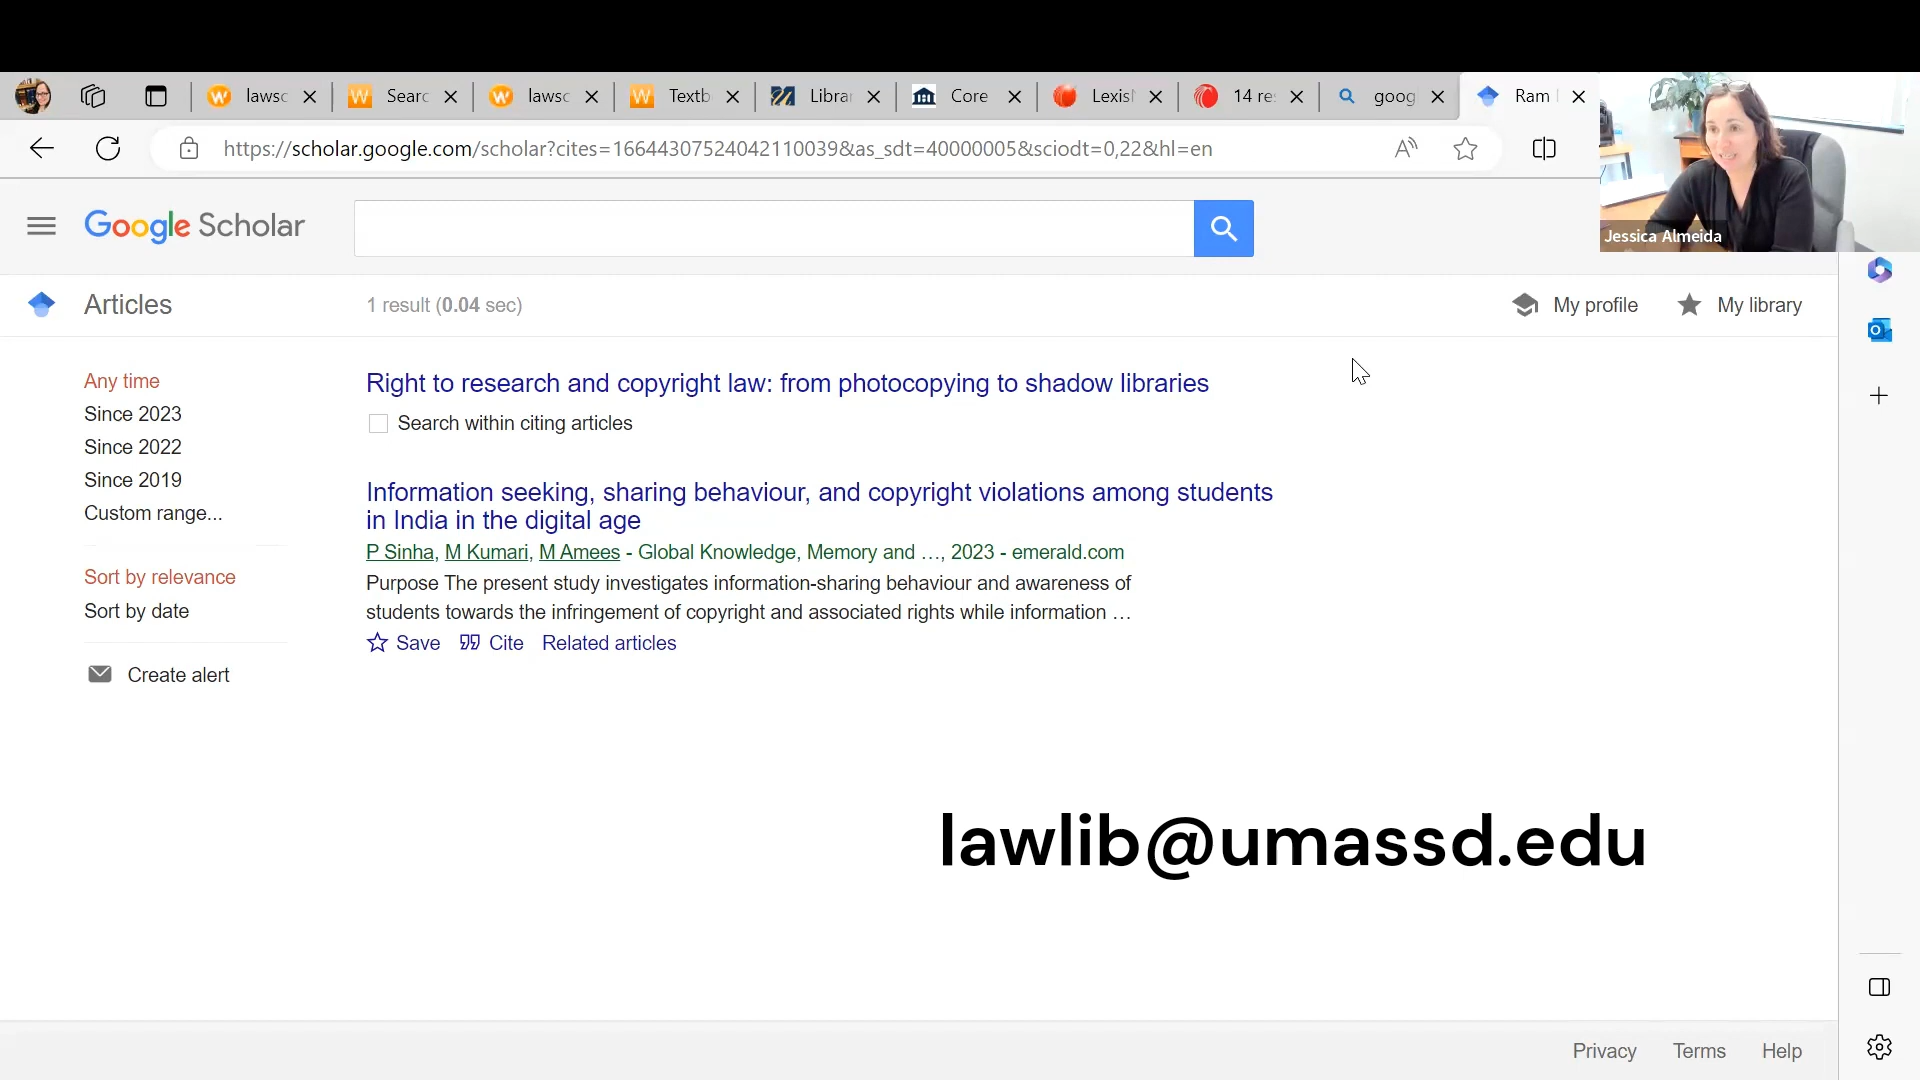 lawsc
Searc
lawsc
Textb
Librar
Core
Lexis
14 re
goog
Ram
https://scholar.google.com/scholar?cites=16644307524042110039&as_sdt=40000005&sciodt=0,22&hl=en
Jessica Almeida
Google Scholar
Articles
1 result (0.04 sec)
My profile
My library
Any time
Since 2023
Since 2022
Since 2019
Custom range...
Sort by relevance
Sort by date
Create alert
Right to research and copyright law: from photocopying to shadow libraries
Search within citing articles
Information seeking, sharing behaviour, and copyright violations among students
in India in the digital age
P Sinha, M Kumari, M Amees - Global Knowledge, Memory and …, 2023 - emerald.com
Purpose The present study investigates information-sharing behaviour and awareness of
students towards the infringement of copyright and associated rights while information …
Save Cite Related articles
lawlib@umassd.edu
Privacy Terms Help